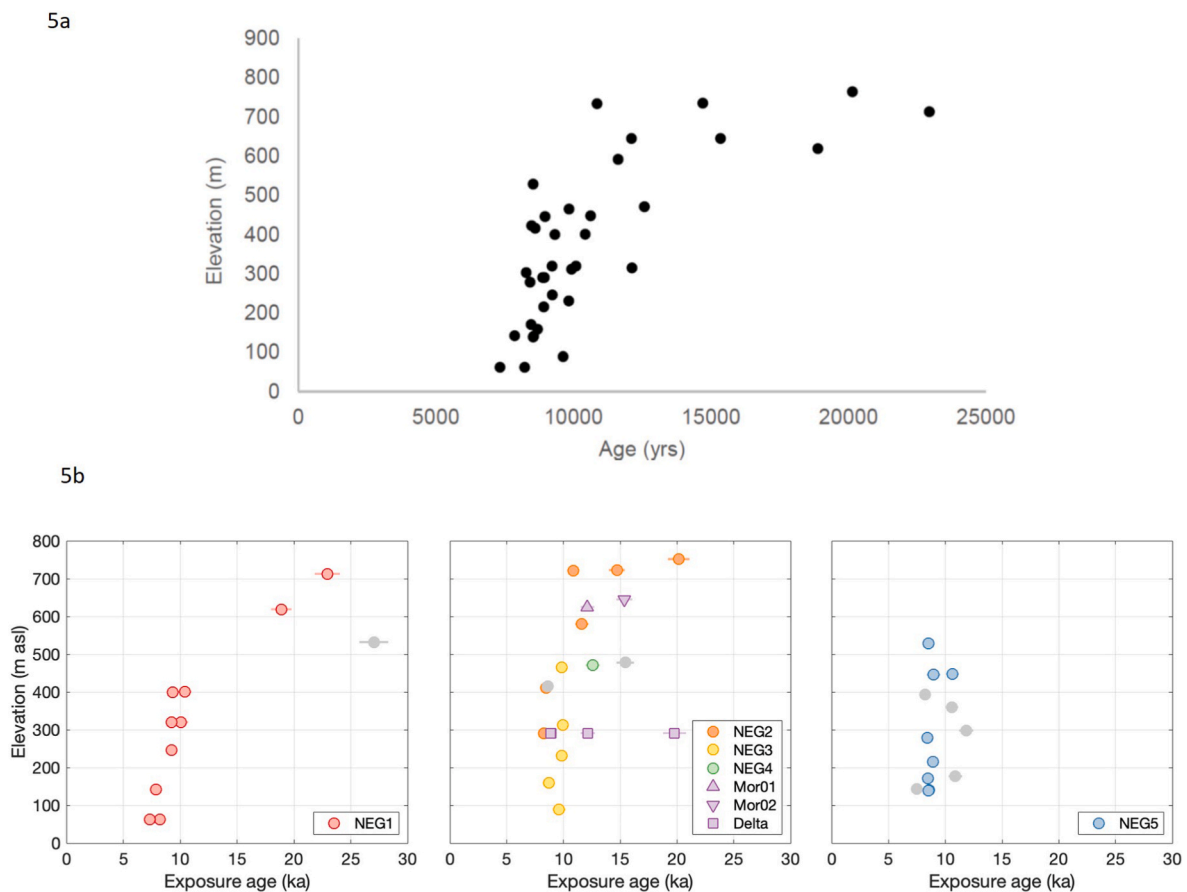 5a
900
800
700
600
500
400
300
200
100
0
Elevation (m)
0 5000 10000 15000 20000 25000
Age (yrs)
5b
800
700
600
500
400
300
200
100
0
Elevation (m asl)
NEG1
0 5 10 15 20 25 30
Exposure age (ka)
NEG2
NEG3
NEG4
Mor01
Mor02
Delta
0 5 10 15 20 25 30
Exposure age (ka)
NEG5
0 5 10 15 20 25 30
Exposure age (ka)